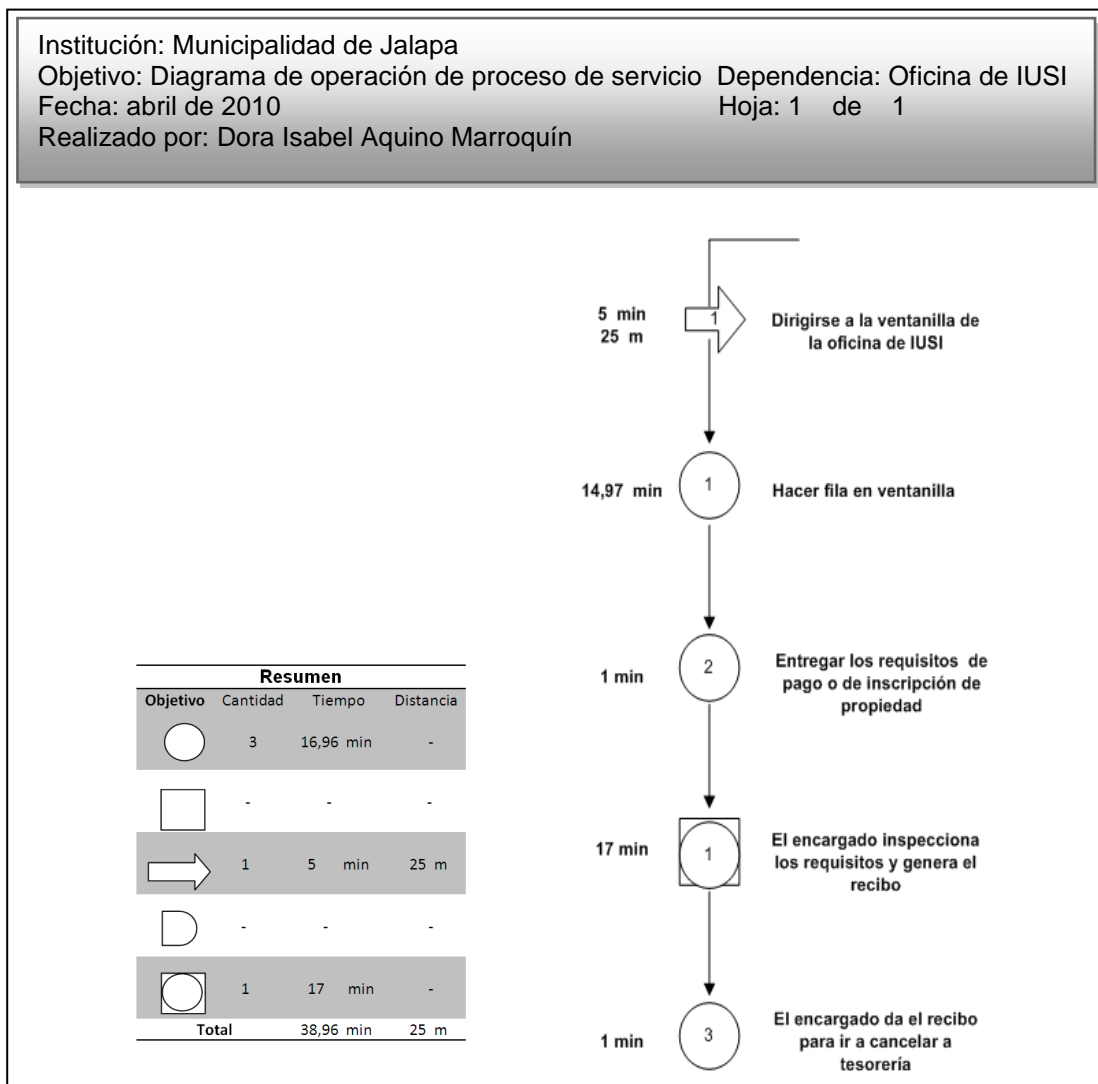 Institución: Municipalidad de Jalapa
Objetivo: Diagrama de operación de proceso de servicio Dependencia: Oficina de IUSI
Fecha: abril de 2010 Hoja: 1 de 1
Realizado por: Dora Isabel Aquino Marroquín
5 min
25 m
1
Dirigirse a la ventanilla de
la oficina de IUSI
14,97 min
1
Hacer fila en ventanilla
1 min
2
Entregar los requisitos de
pago o de inscripción de
propiedad
17 min
1
El encargado inspecciona
los requisitos y genera el
recibo
1 min
3
El encargado da el recibo
para ir a cancelar a
tesorería
Resumen
Objetivo Cantidad Tiempo Distancia
3 16,96 min -
- - -
1 5 min 25 m
- - -
1 17 min -
Total 38,96 min 25 m